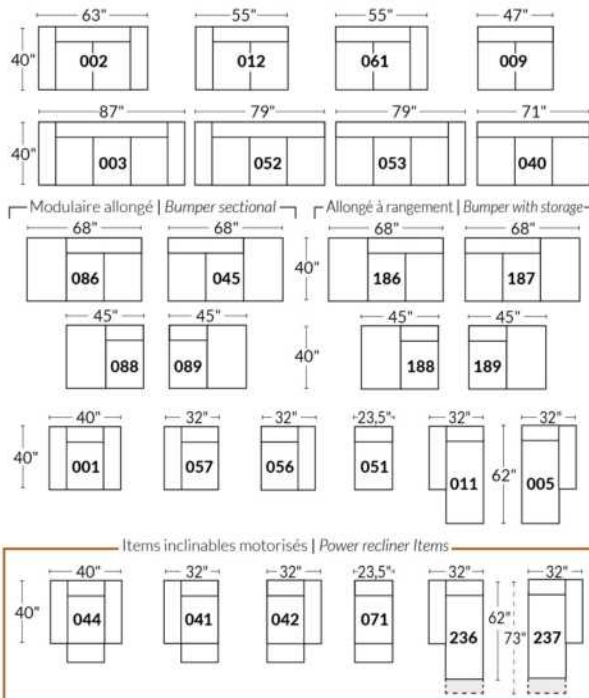 63" 55" 55" 47"
40" 002 012 061 009
87" 79" 79" 71"
40" 003 052 053 040
Modulaire allongé | Bumper sectional Allongé à rangement | Bumper with storage
68" 68" 68" 68"
086 045 40" 186 187
45" 45" 45" 45"
088 089 40" 188 189
40" 32" 32" 23,5" 32" 32"
40" 001 057 056 051 011 62" 005
Items inclinables motorisés | Power recliner Items
40" 32" 32" 23,5" 32" 32"
40" 044 041 042 071 236 62" 73" 237